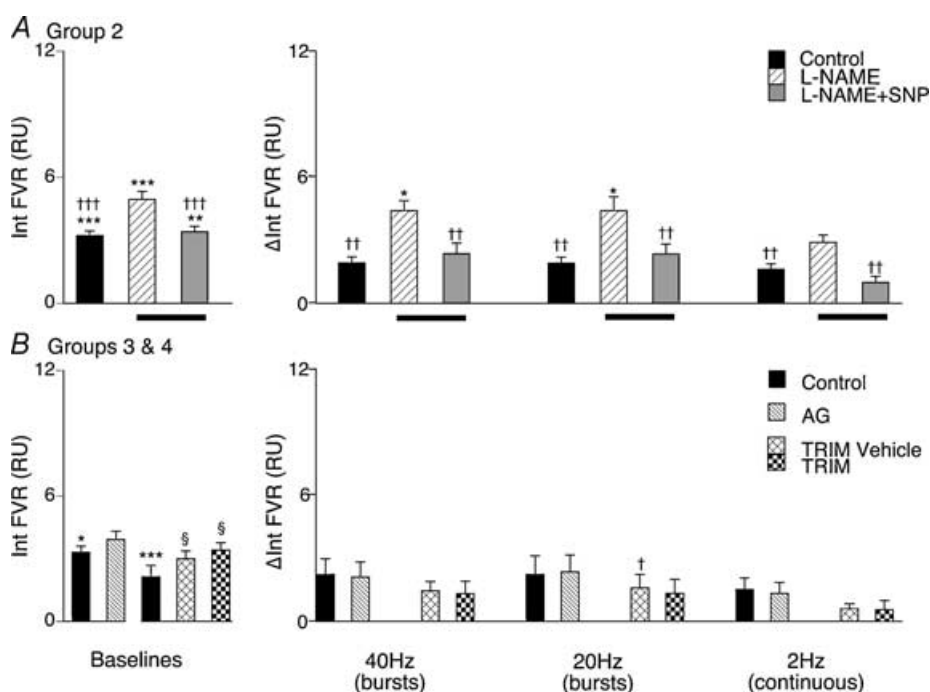 A Group 2
12
6
0
Int FVR (RU)
†††
***
***
†††
**
12
6
0
ΔInt FVR (RU)
††
*
††
††
*
††
††
††
Control
L-NAME
L-NAME+SNP
B Groups 3 & 4
12
6
0
Int FVR (RU)
*
***
§
§
Baselines
12
6
0
ΔInt FVR (RU)
†
Control
AG
TRIM Vehicle
TRIM
40Hz
(bursts)
20Hz
(bursts)
2Hz
(continuous)